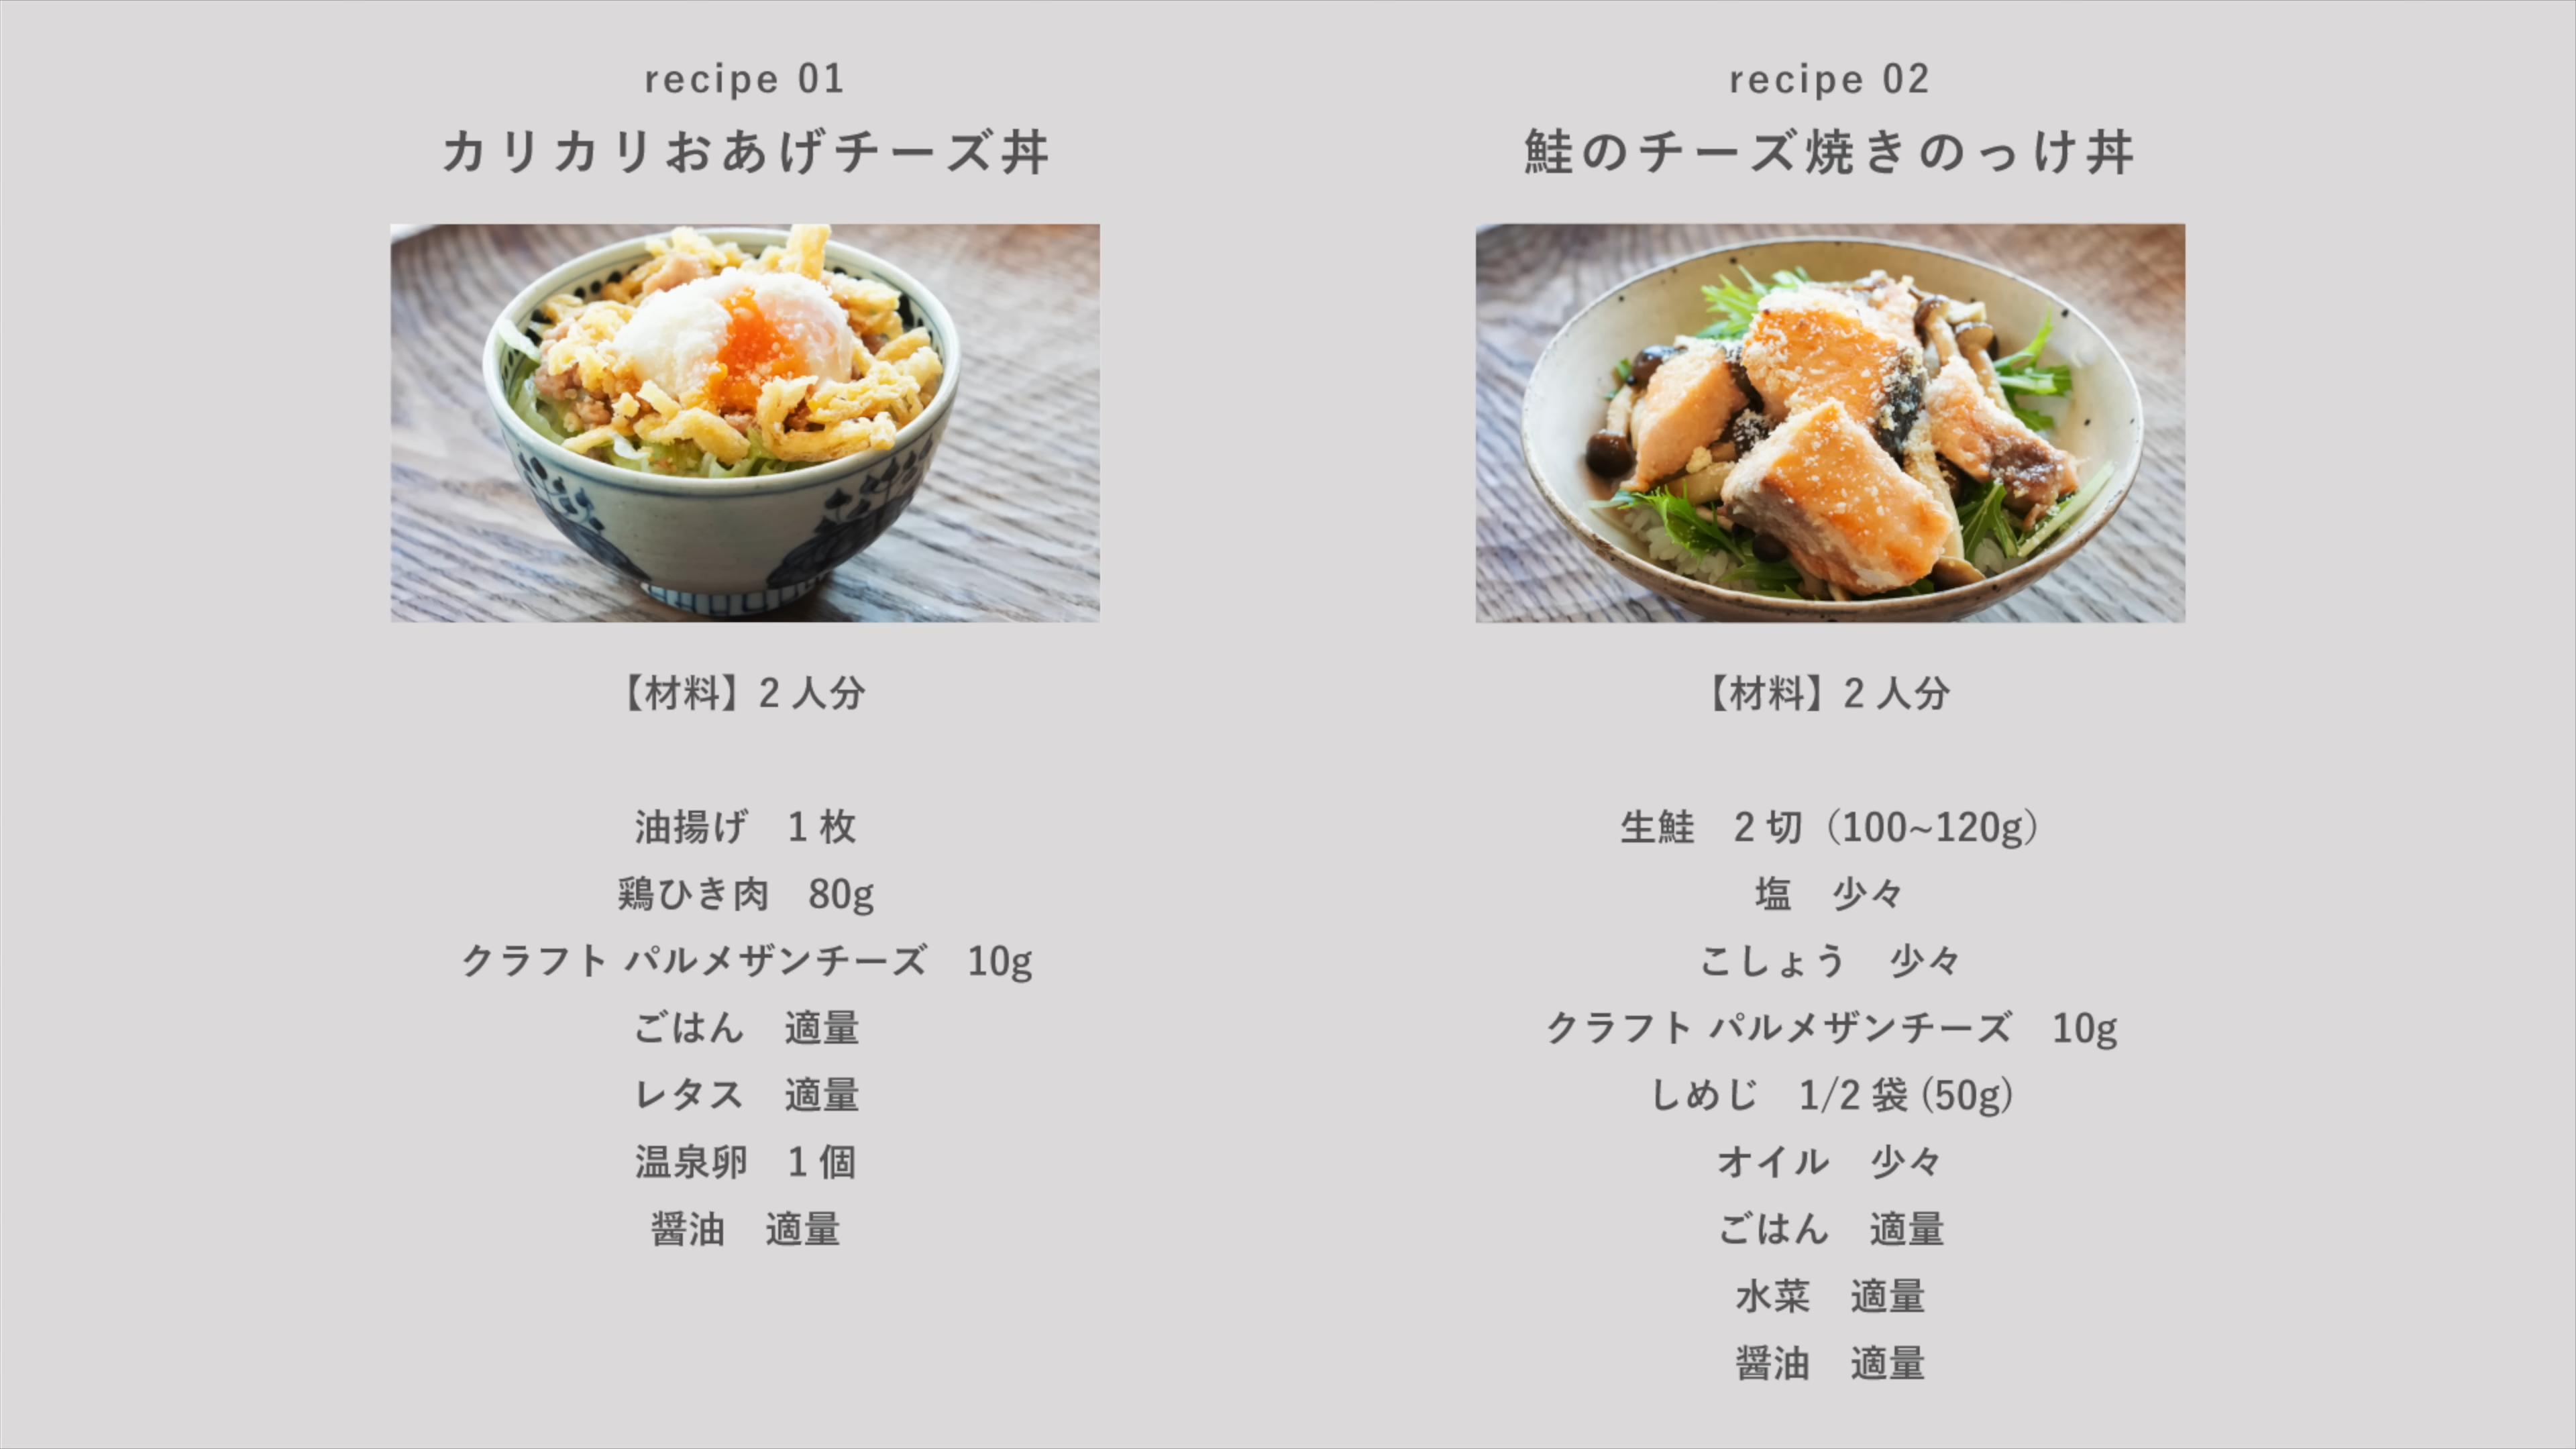 recipe 01
カリカリおあげチーズ丼
【材料】2人分
油揚げ　1枚
鶏ひき肉　80g
クラフト パルメザンチーズ　10g
ごはん　適量
レタス　適量
温泉卵　1個
醤油　適量
recipe 02
鮭のチーズ焼きのっけ丼
【材料】2人分
生鮭　2切（100~120g）
塩　少々
こしょう　少々
クラフト パルメザンチーズ　10g
しめじ　1/2袋(50g)
オイル　少々
ごはん　適量
水菜　適量
醤油　適量